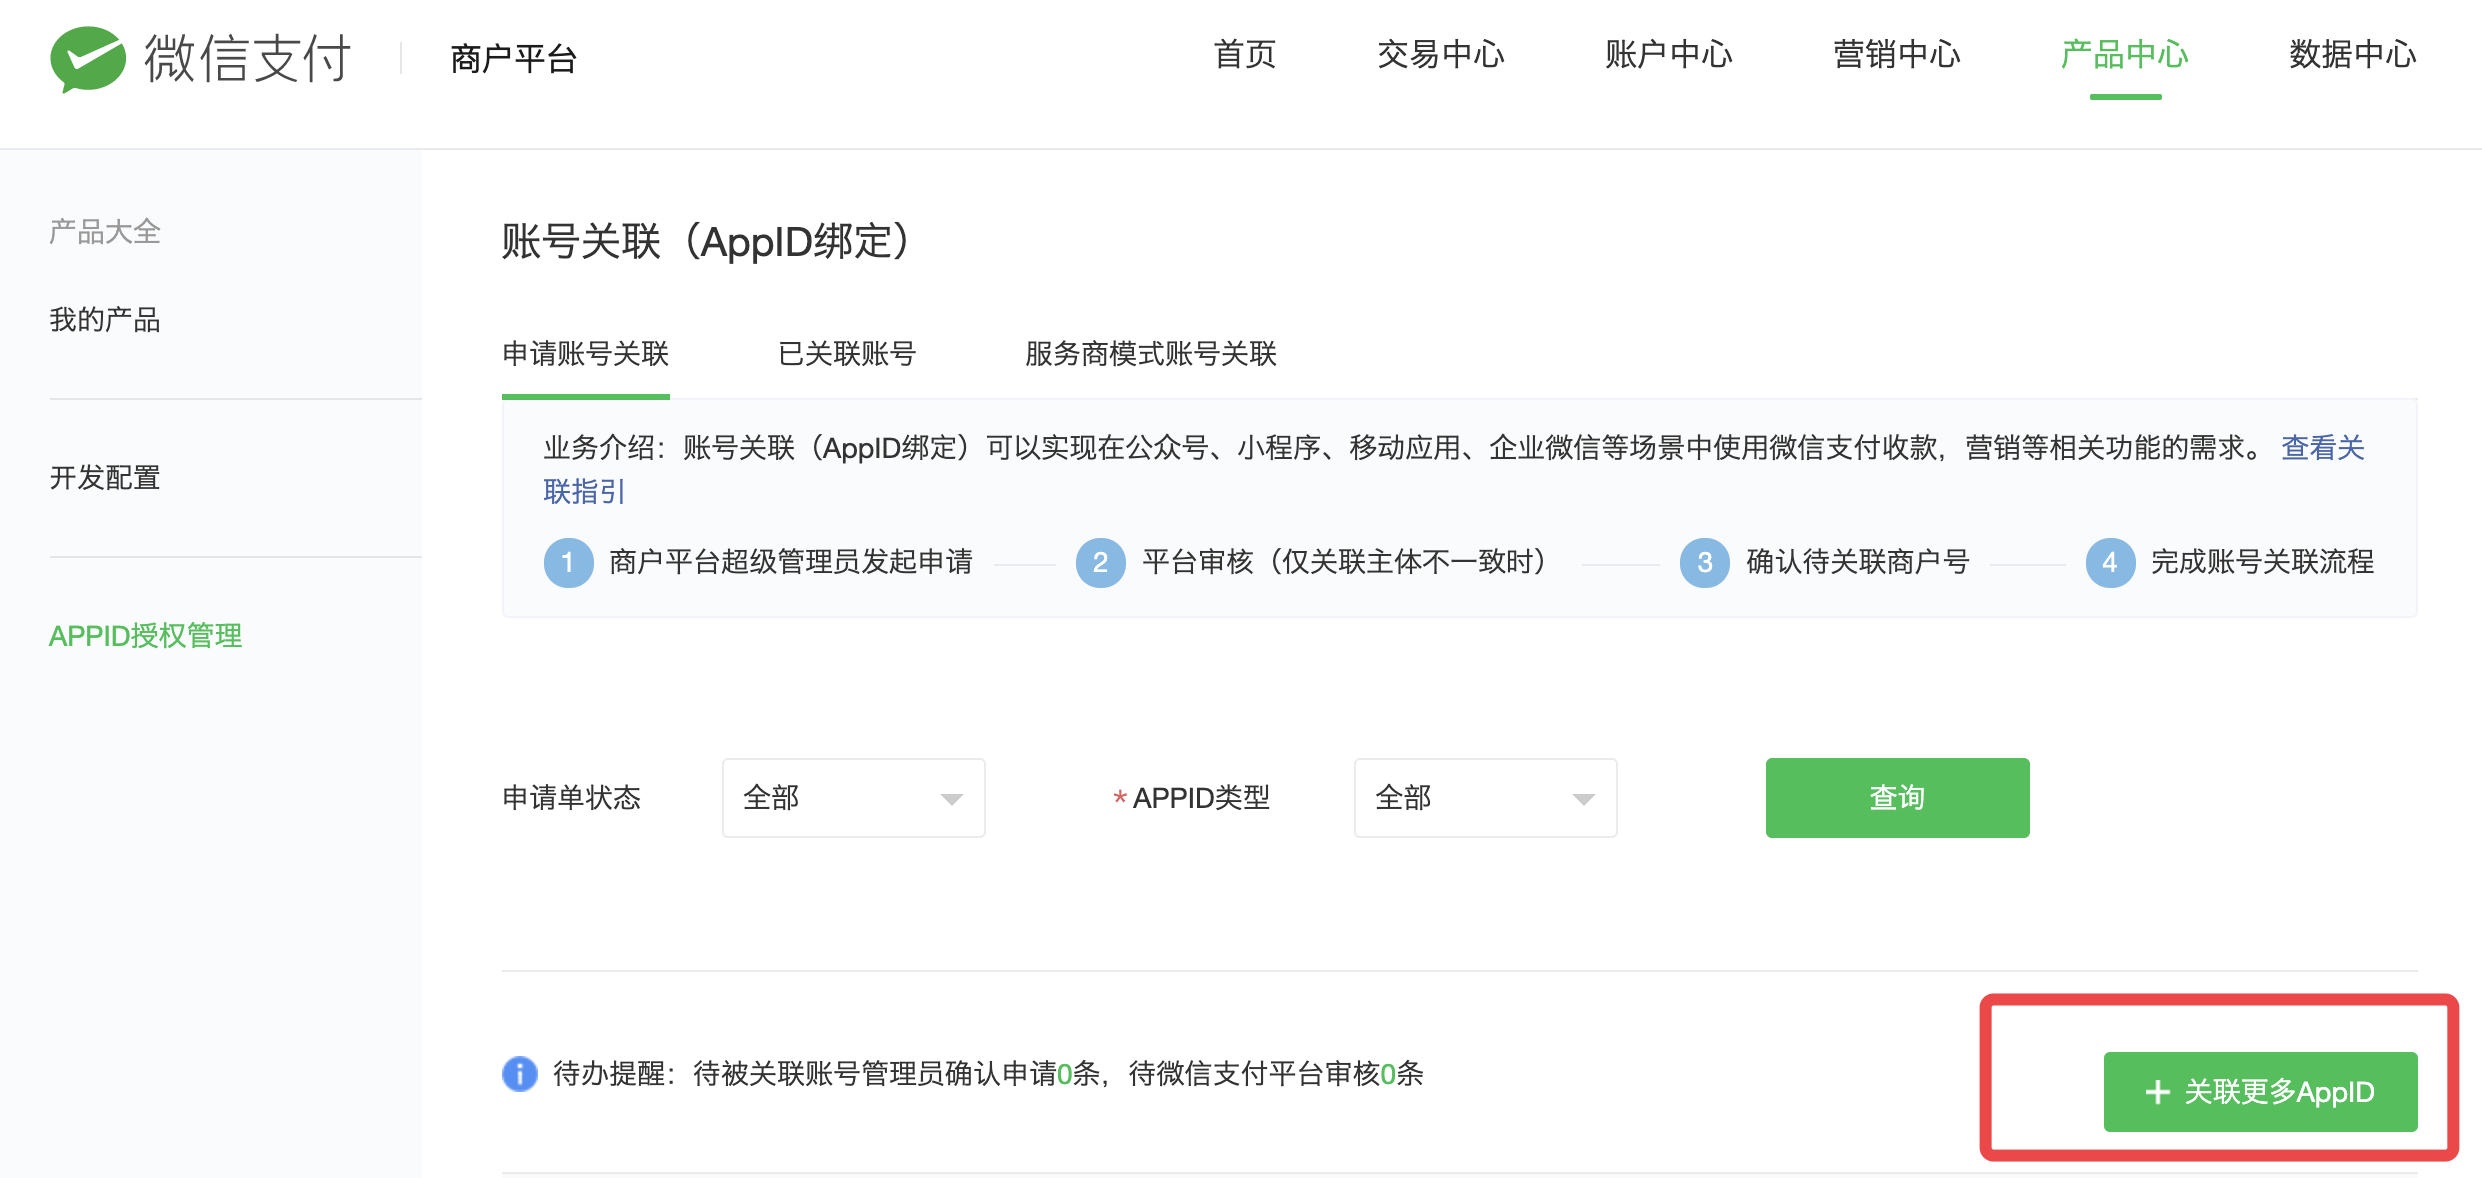 微信支付 商户平台 首页 交易中心 账户中心 营销中心 产品中心 数据中心
产品大全
我的产品
开发配置
APPID授权管理
账号关联（AppID绑定）
申请账号关联 已关联账号 服务商模式账号关联
业务介绍：账号关联（AppID绑定）可以实现在公众号、小程序、移动应用、企业微信等场景中使用微信支付收款，营销等相关功能的需求。 查看关
联指引
1 商户平台超级管理员发起申请 2 平台审核（仅关联主体不一致时） 3 确认待关联商户号 4 完成账号关联流程
申请单状态 全部 *APPID类型 全部 查询
待办提醒：待被关联账号管理员确认申请0条，待微信支付平台审核0条
+ 关联更多AppID